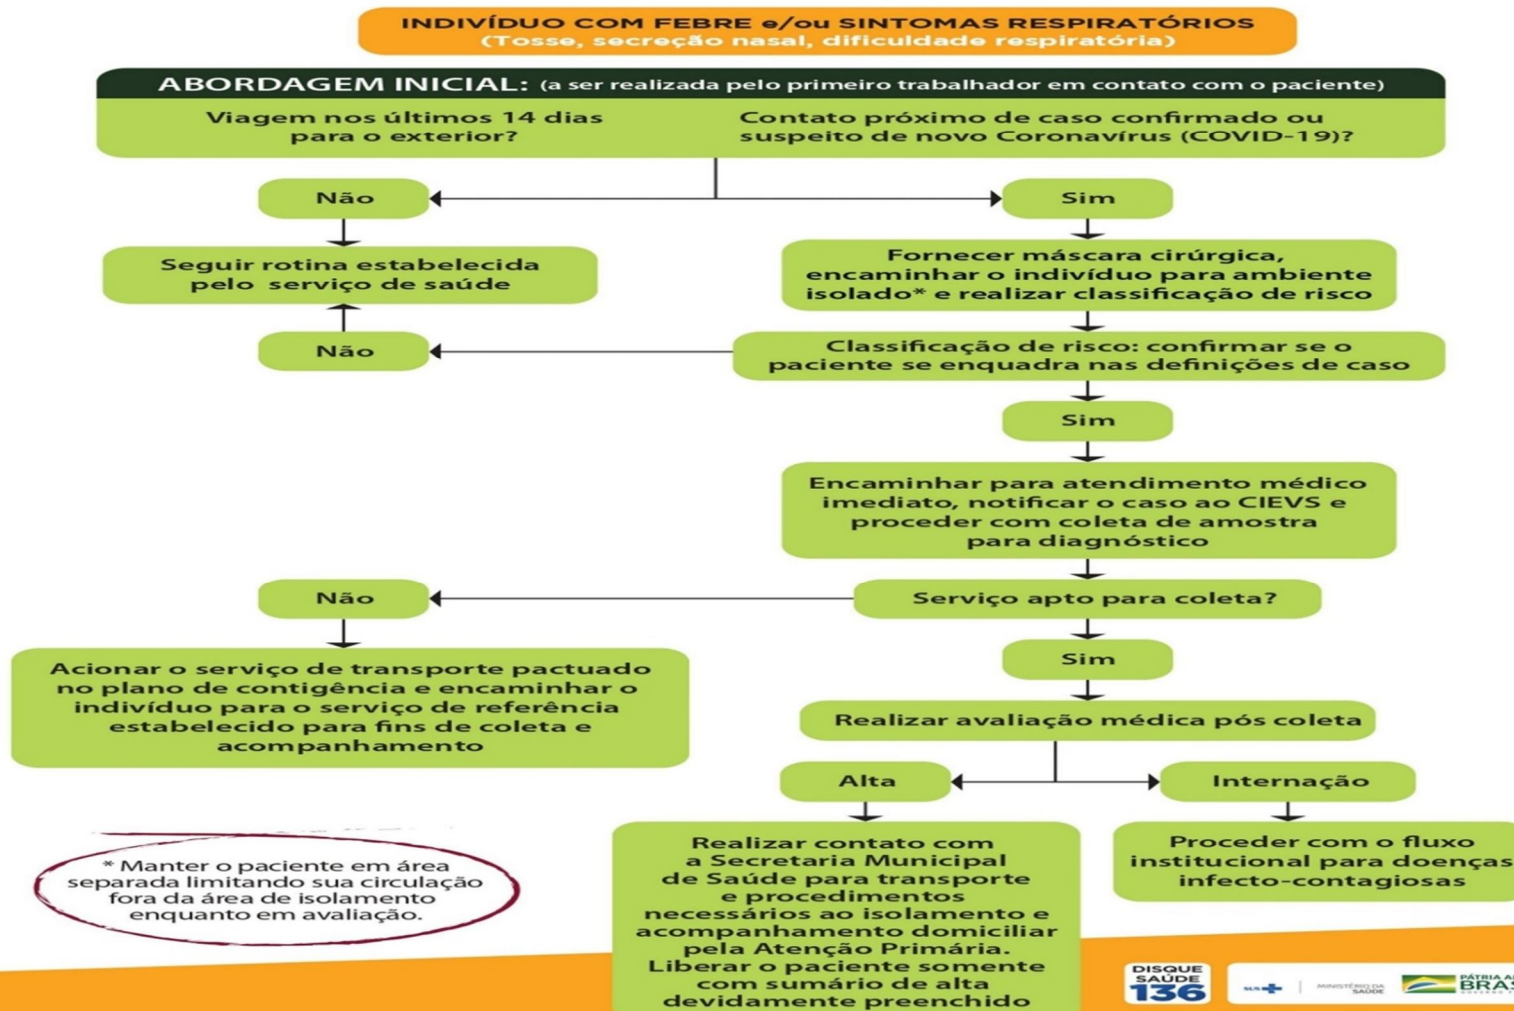 INDIVÍDUO COM FEBRE e/ou SINTOMAS RESPIRATÓRIOS
(Tosse, secreção nasal, dificuldade respiratória)
ABORDAGEM INICIAL: (a ser realizada pelo primeiro trabalhador em contato com o paciente)
Viagem nos últimos 14 dias
para o exterior?
Contato próximo de caso confirmado ou
suspeito de novo Coronavírus (COVID-19)?
Não
Sim
Seguir rotina estabelecida
pelo serviço de saúde
Fornecer máscara cirúrgica,
encaminhar o indivíduo para ambiente
isolado* e realizar classificação de risco
Não
Classificação de risco: confirmar se o
paciente se enquadra nas definições de caso
Sim
Encaminhar para atendimento médico
imediato, notificar o caso ao CIEVS e
proceder com coleta de amostra
para diagnóstico
Não
Serviço apto para coleta?
Sim
Acionar o serviço de transporte pactuado
no plano de contigência e encaminhar o
indivíduo para o serviço de referência
estabelecido para fins de coleta e
acompanhamento
Realizar avaliação médica pós coleta
Alta
Internação
Realizar contato com
a Secretaria Municipal
de Saúde para transporte
e procedimentos
necessários ao isolamento e
acompanhamento domiciliar
pela Atenção Primária.
Liberar o paciente somente
com sumário de alta
devidamente preenchido
Proceder com o fluxo
institucional para doenças
infecto-contagiosas
* Manter o paciente em área
separada limitando sua circulação
fora da área de isolamento
enquanto em avaliação.
DISQUE
SAÚDE
136
SUS
MINISTÉRIO DA
SAÚDE
PÁTRIA A
BRAS